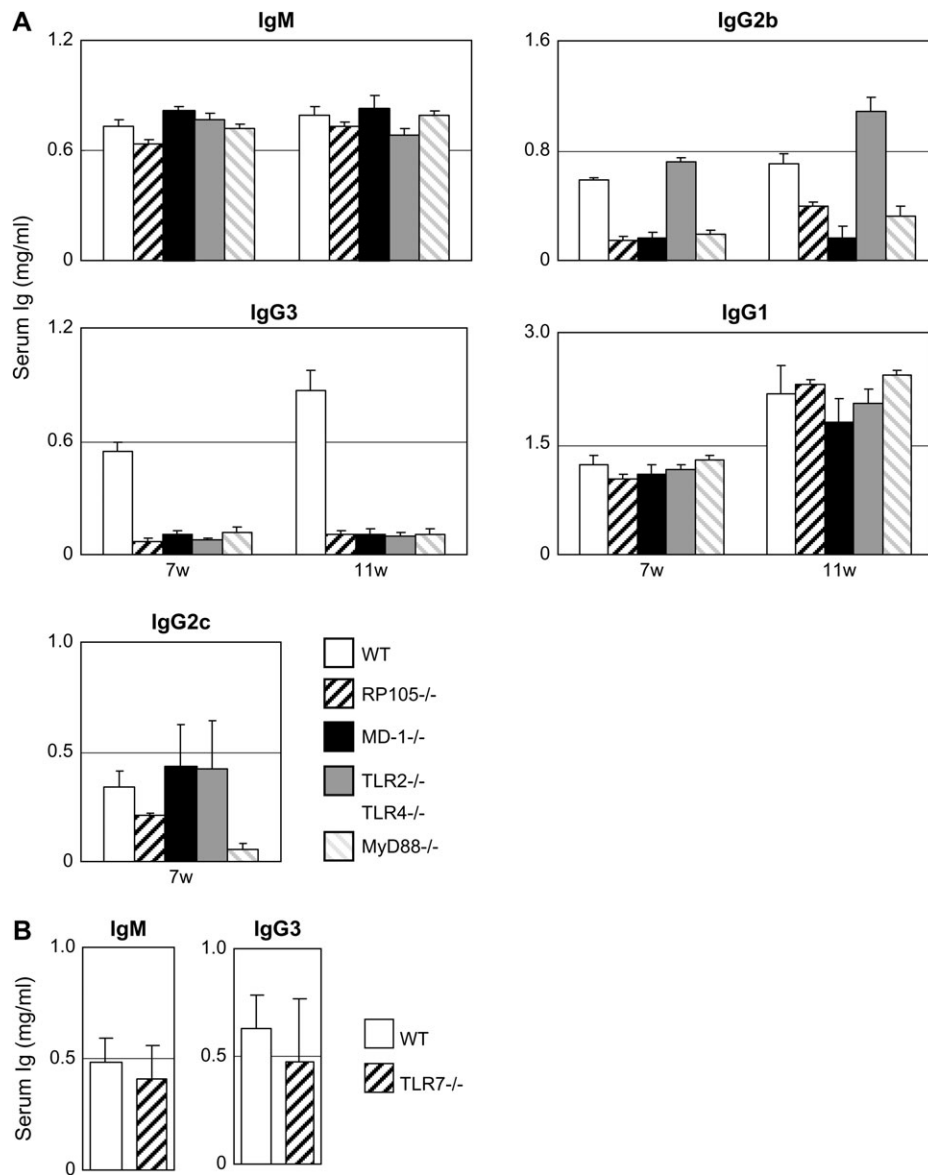 A
IgM
IgG2b
1.2
0.6
0
1.6
0.8
0
Serum Ig (mg/ml)
IgG3
IgG1
1.2
0.6
0
7w
11w
3.0
1.5
0
7w
11w
IgG2c
1.0
0.5
0
7w
WT
RP105-/-
MD-1-/-
TLR2-/-
TLR4-/-
MyD88-/-
B
IgM
IgG3
1.0
0.5
0
1.0
0.5
0
Serum Ig (mg/ml)
WT
TLR7-/-